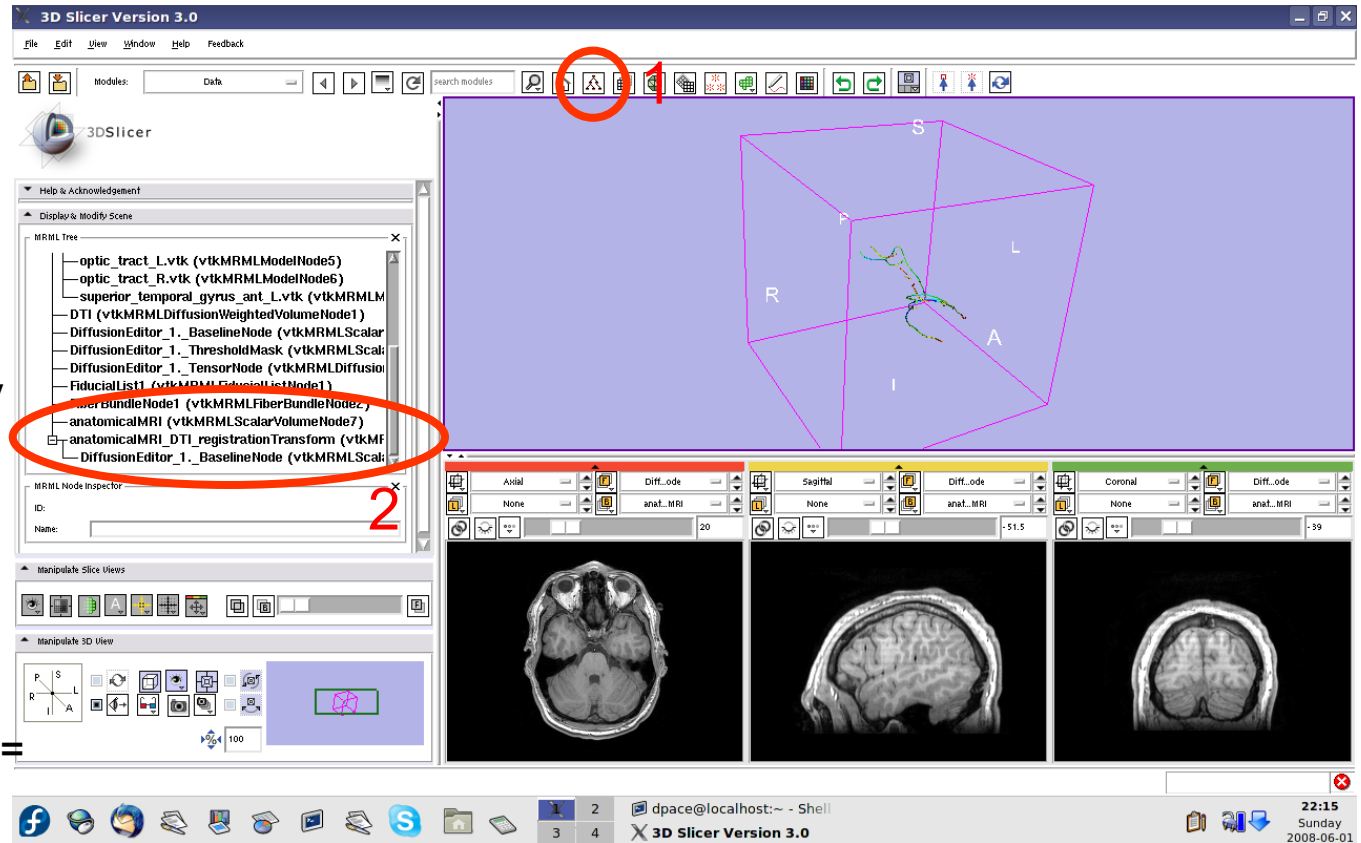 3D Slicer Version 3.0
File Edit View Window Help Feedback
Modules: Data search modules
1
3DSlicer
Help & Acknowledgement
Display & Modify Scene
MRML Tree
optic_tract_L.vtk (vtkMRMLModelNode5)
optic_tract_R.vtk (vtkMRMLModelNode6)
superior_temporal_gyrus_ant_L.vtk (vtkMRMLM
DTI (vtkMRMLDiffusionWeightedVolumeNode1)
DiffusionEditor_1._BaselineNode (vtkMRMLScalar
DiffusionEditor_1._ThresholdMask (vtkMRMLScala
DiffusionEditor_1._TensorNode (vtkMRMLDiffusion
FiducialList1 (vtkMRMLFiducialListNode1)
FiberBundleNode1 (vtkMRMLFiberBundleNode2)
anatomicalMRI (vtkMRMLScalarVolumeNode7)
anatomicalMRI_DTI_registrationTransform (vtkMR
DiffusionEditor_1._BaselineNode (vtkMRMLScala
MRML Node Inspector
2
ID:
Name:
Manipulate Slice Views
A B F
Manipulate 3D View
P S
R L
I A
100
=
S
P
L
R
A
I
Axial F Diff...ode
L None B anat...MRI
20
Sagittal F Diff...ode
L None B anat...MRI
-51.5
Coronal F Diff...ode
L None B anat...MRI
-39
1 2
3 4
dpace@localhost:~ - Shell
3D Slicer Version 3.0
22:15
Sunday
2008-06-01